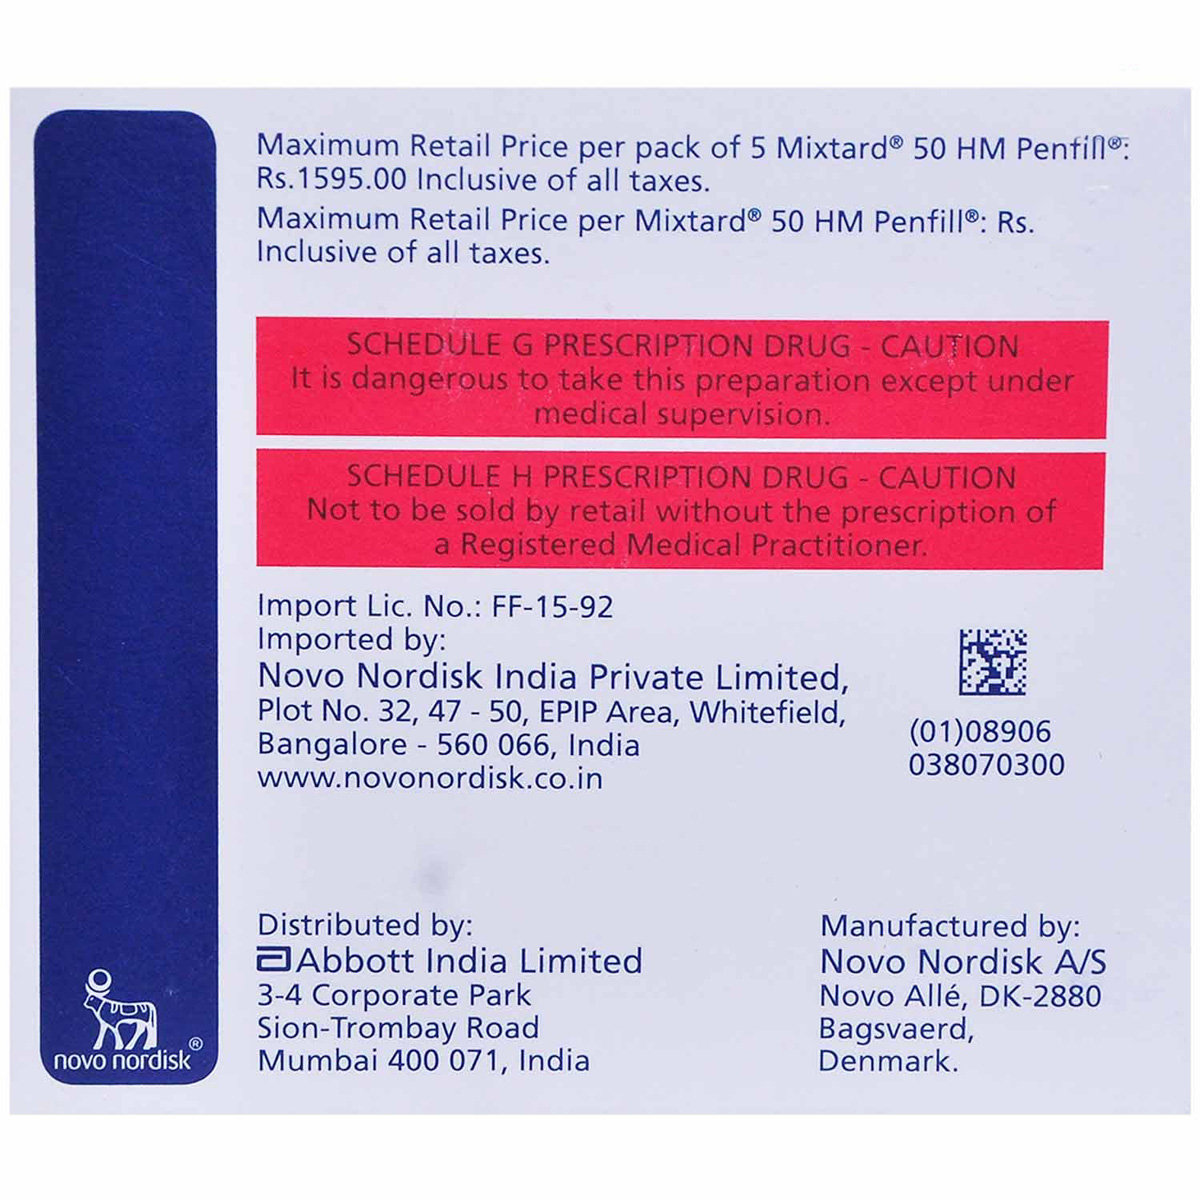 Maximum Retail Price per pack of 5 Mixtard® 50 HM Penfill®:
Rs.1595.00 Inclusive of all taxes.
Maximum Retail Price per Mixtard® 50 HM Penfill®: Rs.
Inclusive of all taxes.
SCHEDULE G PRESCRIPTION DRUG - CAUTION
It is dangerous to take this preparation except under
medical supervision.
SCHEDULE H PRESCRIPTION DRUG - CAUTION
Not to be sold by retail without the prescription of
a Registered Medical Practitioner.
Import Lic. No.: FF-15-92
Imported by:
Novo Nordisk India Private Limited,
Plot No. 32, 47 - 50, EPIP Area, Whitefield,
Bangalore - 560 066, India
www.novonordisk.co.in
(01)08906
038070300
Distributed by:
Abbott India Limited
3-4 Corporate Park
Sion-Trombay Road
Mumbai 400 071, India
Manufactured by:
Novo Nordisk A/S
Novo Allé, DK-2880
Bagsvaerd,
Denmark.
novo nordisk®